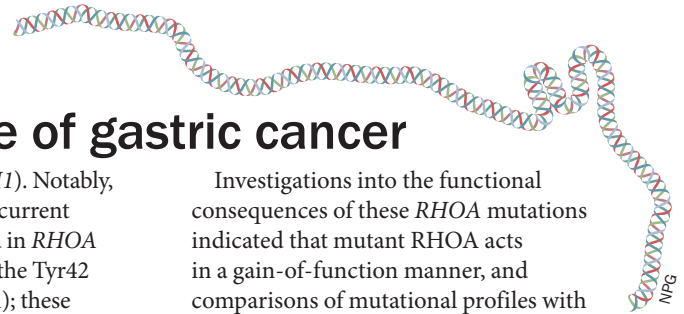 e of gastric cancer
I1). Notably,
current
in RHOA
the Tyr42
); these
Investigations into the functional
consequences of these RHOA mutations
indicated that mutant RHOA acts
in a gain-of-function manner, and
comparisons of mutational profiles with
NPG